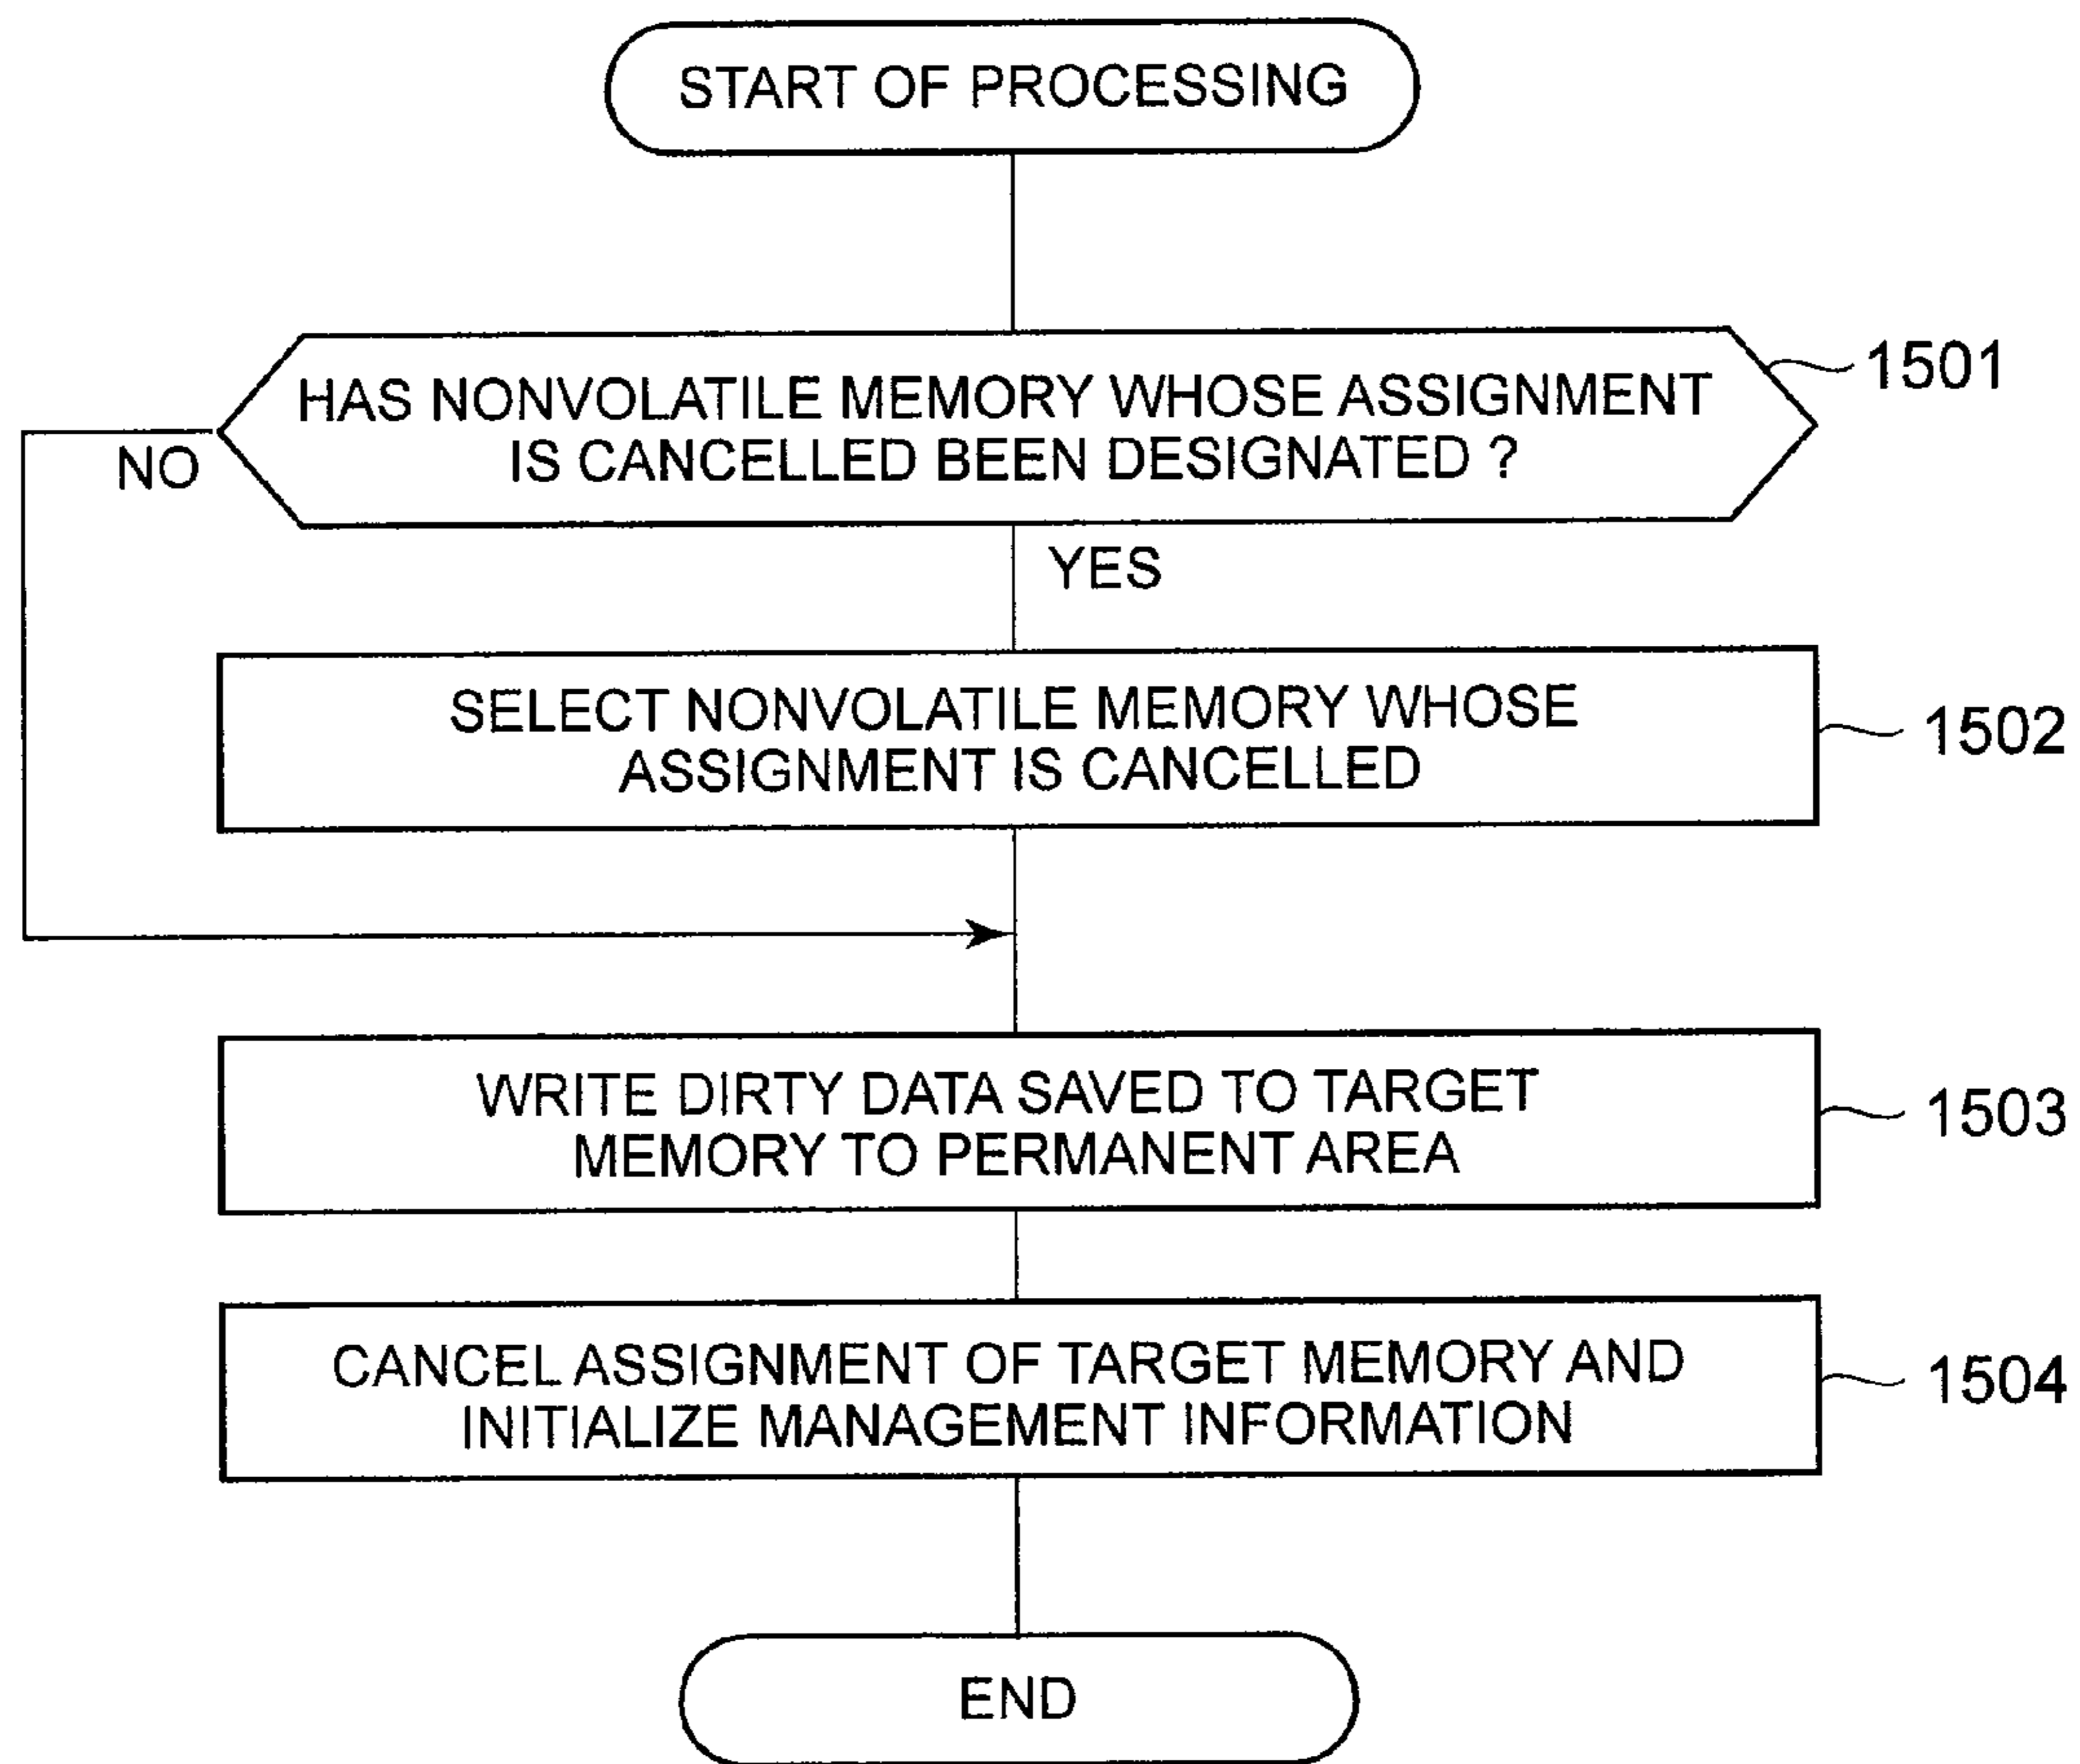 START OF PROCESSING
HAS NONVOLATILE MEMORY WHOSE ASSIGNMENT
IS CANCELLED BEEN DESIGNATED ?
1501
NO
YES
SELECT NONVOLATILE MEMORY WHOSE
ASSIGNMENT IS CANCELLED
1502
WRITE DIRTY DATA SAVED TO TARGET
MEMORY TO PERMANENT AREA
1503
CANCEL ASSIGNMENT OF TARGET MEMORY AND
INITIALIZE MANAGEMENT INFORMATION
1504
END